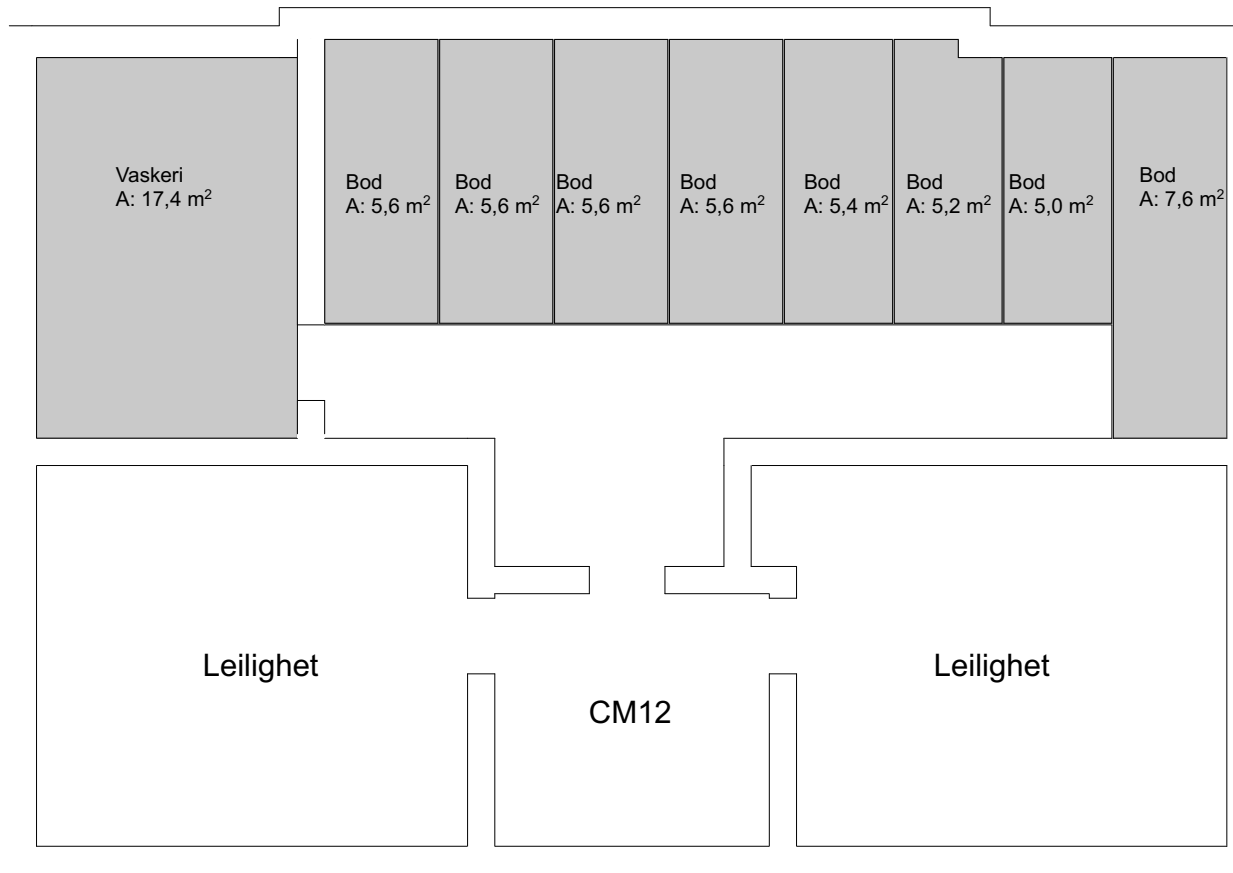 Vaskeri
A: 17,4 m²
Bod
A: 5,6 m²
Bod
A: 5,6 m²
Bod
A: 5,6 m²
Bod
A: 5,6 m²
Bod
A: 5,4 m²
Bod
A: 5,2 m²
Bod
A: 5,0 m²
Bod
A: 7,6 m²
Leilighet
CM12
Leilighet